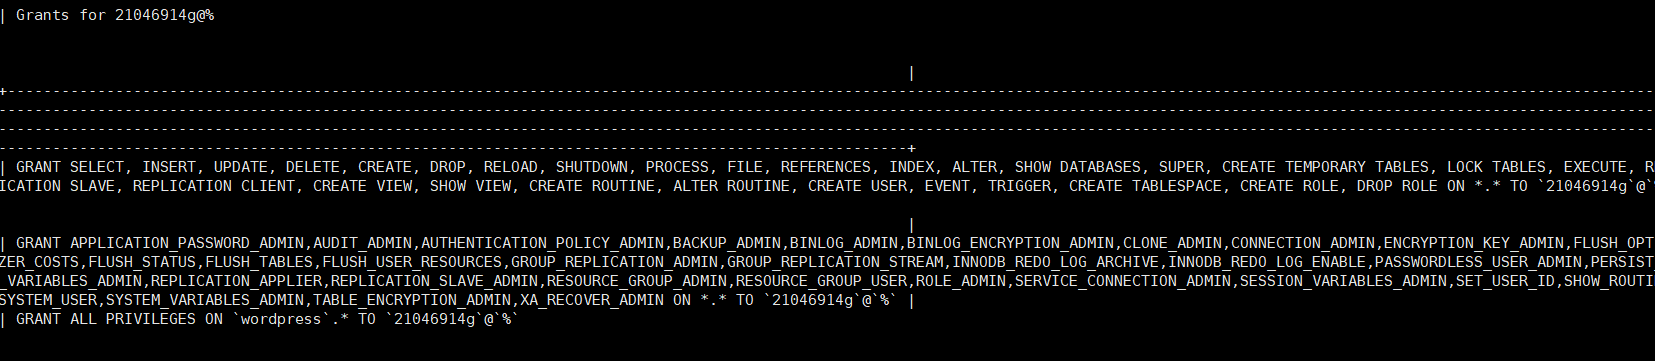 | Grants for 21046914g@%
|
+----------------------------------------------------------------------------------------------------------------------------------------------------------------------------------------
----------------------------------------------------------------------------------------------------------------------------------------------------------------------------------------
----------------------------------------------------------------------------------------------------------------------------------------------------------------------------------------
-----------------------------------------------------------------------------------------------------+
| GRANT SELECT, INSERT, UPDATE, DELETE, CREATE, DROP, RELOAD, SHUTDOWN, PROCESS, FILE, REFERENCES, INDEX, ALTER, SHOW DATABASES, SUPER, CREATE TEMPORARY TABLES, LOCK TABLES, EXECUTE, R
ICATION SLAVE, REPLICATION CLIENT, CREATE VIEW, SHOW VIEW, CREATE ROUTINE, ALTER ROUTINE, CREATE USER, EVENT, TRIGGER, CREATE TABLESPACE, CREATE ROLE, DROP ROLE ON *.* TO `21046914g`@`
|
| GRANT APPLICATION_PASSWORD_ADMIN,AUDIT_ADMIN,AUTHENTICATION_POLICY_ADMIN,BACKUP_ADMIN,BINLOG_ADMIN,BINLOG_ENCRYPTION_ADMIN,CLONE_ADMIN,CONNECTION_ADMIN,ENCRYPTION_KEY_ADMIN,FLUSH_OPT
ZER_COSTS,FLUSH_STATUS,FLUSH_TABLES,FLUSH_USER_RESOURCES,GROUP_REPLICATION_ADMIN,GROUP_REPLICATION_STREAM,INNODB_REDO_LOG_ARCHIVE,INNODB_REDO_LOG_ENABLE,PASSWORDLESS_USER_ADMIN,PERSIST_
_VARIABLES_ADMIN,REPLICATION_APPLIER,REPLICATION_SLAVE_ADMIN,RESOURCE_GROUP_ADMIN,RESOURCE_GROUP_USER,ROLE_ADMIN,SERVICE_CONNECTION_ADMIN,SESSION_VARIABLES_ADMIN,SET_USER_ID,SHOW_ROUTI
SYSTEM_USER,SYSTEM_VARIABLES_ADMIN,TABLE_ENCRYPTION_ADMIN,XA_RECOVER_ADMIN ON *.* TO `21046914g`@`%` |
| GRANT ALL PRIVILEGES ON `wordpress`.* TO `21046914g`@`%`